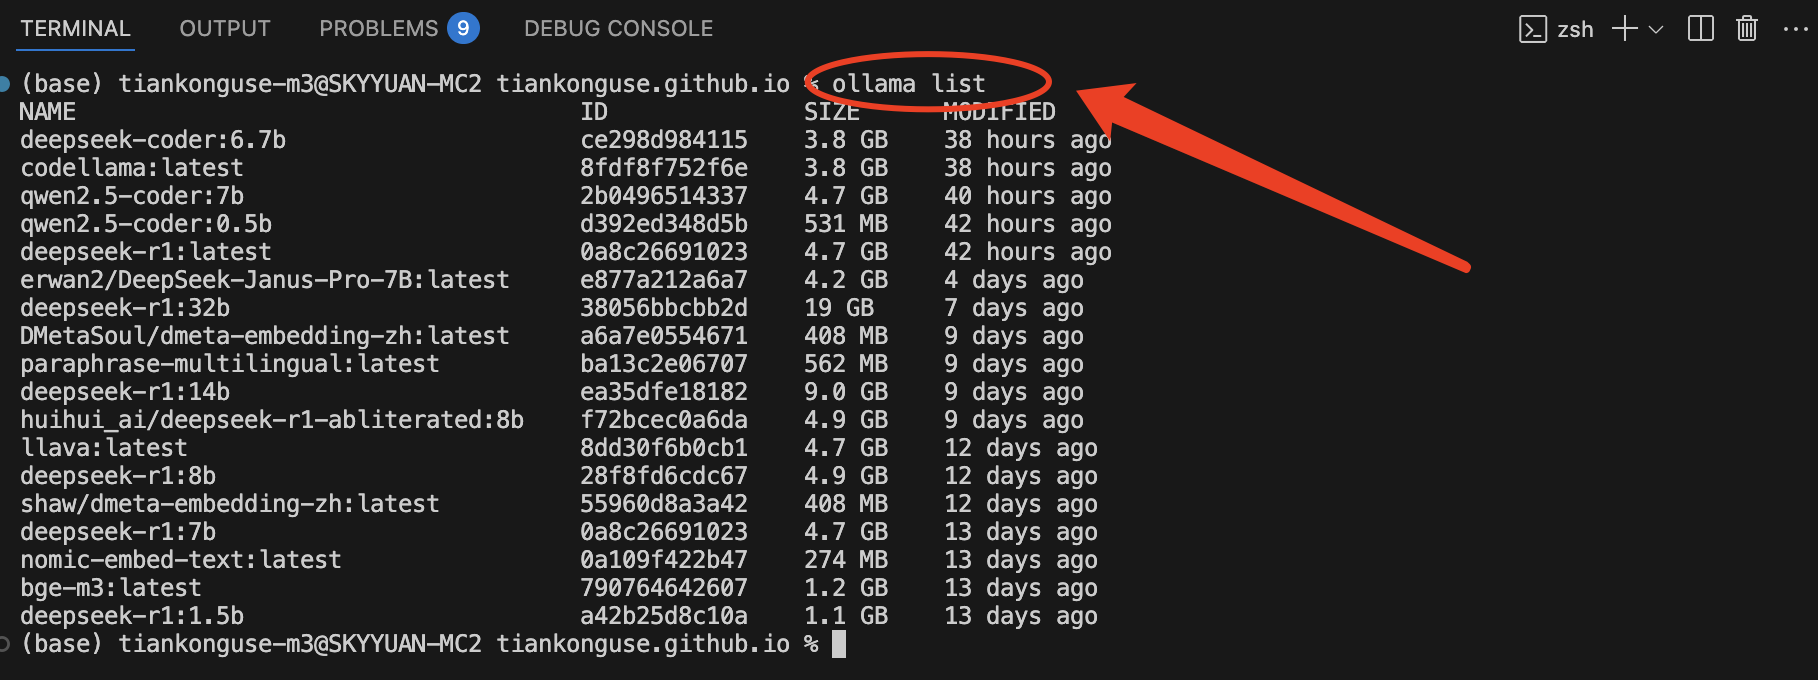 TERMINAL OUTPUT PROBLEMS 9 DEBUG CONSOLE zsh
(base) tiankonguse-m3@SKYYUAN-MC2 tiankonguse.github.io % ollama list
NAME ID SIZE MODIFIED
deepseek-coder:6.7b ce298d984115 3.8 GB 38 hours ago
codellama:latest 8fdf8f752f6e 3.8 GB 38 hours ago
qwen2.5-coder:7b 2b0496514337 4.7 GB 40 hours ago
qwen2.5-coder:0.5b d392ed348d5b 531 MB 42 hours ago
deepseek-r1:latest 0a8c26691023 4.7 GB 42 hours ago
erwan2/DeepSeek-Janus-Pro-7B:latest e877a212a6a7 4.2 GB 4 days ago
deepseek-r1:32b 38056bbcbb2d 19 GB 7 days ago
DMetaSoul/dmeta-embedding-zh:latest a6a7e0554671 408 MB 9 days ago
paraphrase-multilingual:latest ba13c2e06707 562 MB 9 days ago
deepseek-r1:14b ea35dfe18182 9.0 GB 9 days ago
huihui_ai/deepseek-r1-abliterated:8b f72bcec0a6da 4.9 GB 9 days ago
llava:latest 8dd30f6b0cb1 4.7 GB 12 days ago
deepseek-r1:8b 28f8fd6cdc67 4.9 GB 12 days ago
shaw/dmeta-embedding-zh:latest 55960d8a3a42 408 MB 12 days ago
deepseek-r1:7b 0a8c26691023 4.7 GB 13 days ago
nomic-embed-text:latest 0a109f422b47 274 MB 13 days ago
bge-m3:latest 790764642607 1.2 GB 13 days ago
deepseek-r1:1.5b a42b25d8c10a 1.1 GB 13 days ago
(base) tiankonguse-m3@SKYYUAN-MC2 tiankonguse.github.io %